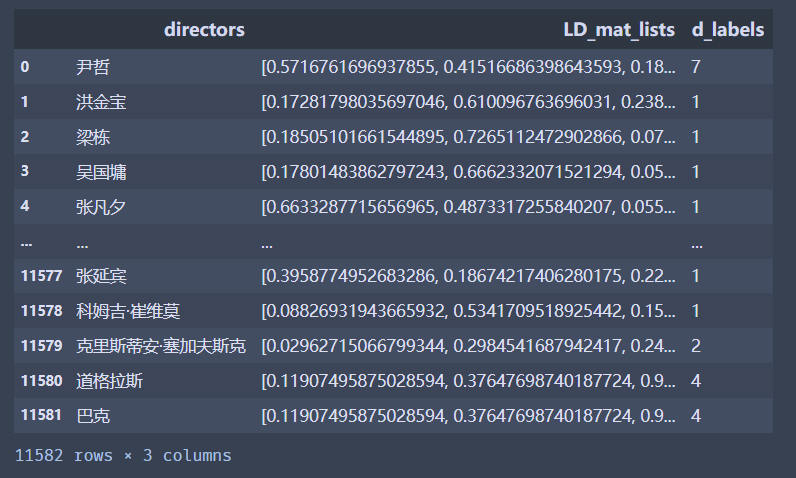 directors LD_mat_lists d_labels
0 尹哲 [0.5716761696937855, 0.41516686398643593, 0.18... 7
1 洪金宝 [0.17281798035697046, 0.610096763696031, 0.238... 1
2 梁栋 [0.18505101661544895, 0.7265112472902866, 0.07... 1
3 吴国墉 [0.17801483862797243, 0.6662332071521294, 0.05... 1
4 张凡夕 [0.6633287715656965, 0.4873317255840207, 0.055... 1
... ... ... ...
11577 张延宾 [0.3958774952683286, 0.18674217406280175, 0.22... 1
11578 科姆吉·崔维莫 [0.08826931943665932, 0.5341709518925442, 0.15... 1
11579 克里斯蒂安·塞加夫斯克 [0.02962715066799344, 0.2984541687942417, 0.24... 2
11580 道格拉斯 [0.11907495875028594, 0.37647698740187724, 0.9... 4
11581 巴克 [0.11907495875028594, 0.37647698740187724, 0.9... 4
11582 rows × 3 columns